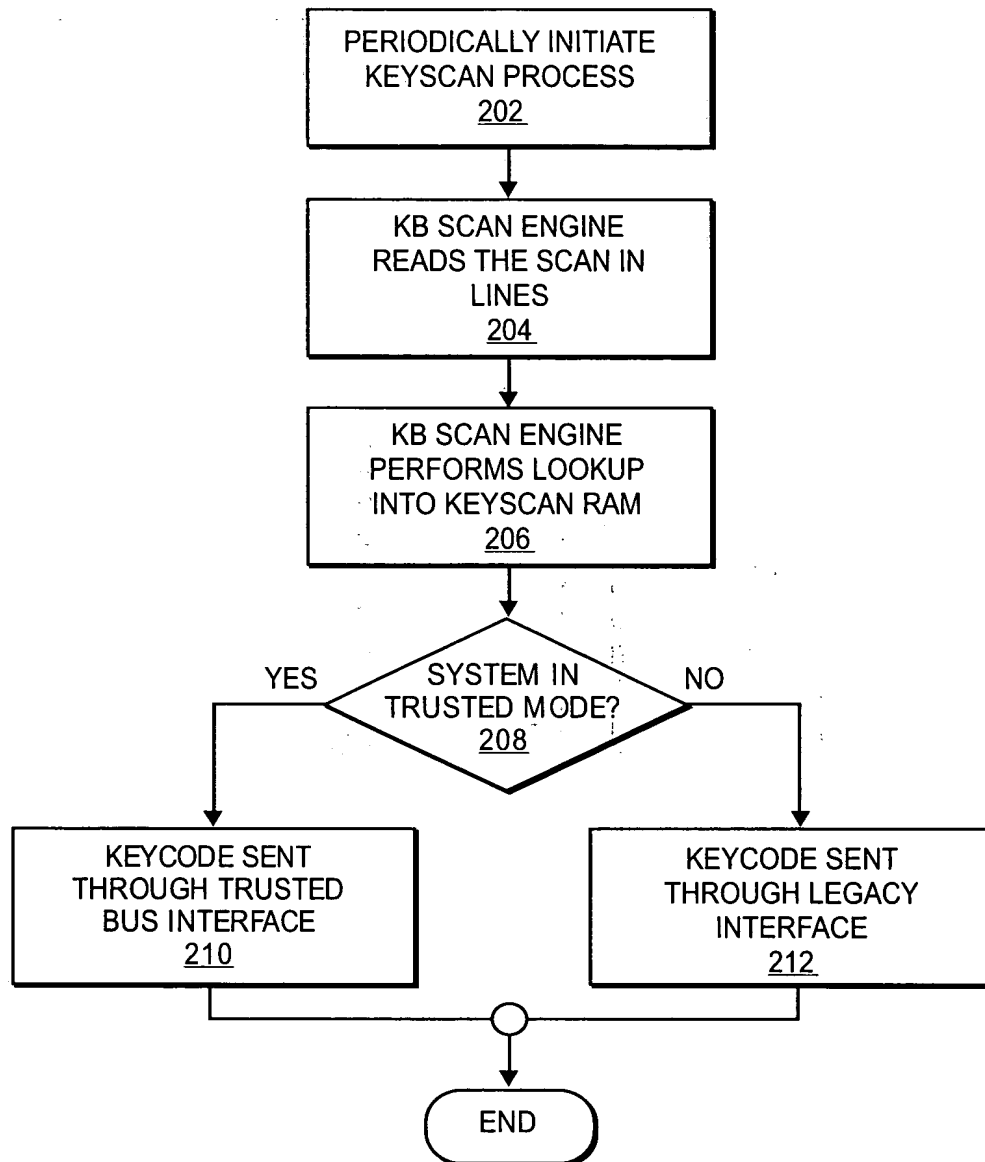 PERIODICALLY INITIATE
KEYSCAN PROCESS
202
KB SCAN ENGINE
READS THE SCAN IN
LINES
204
KB SCAN ENGINE
PERFORMS LOOKUP
INTO KEYSCAN RAM
206
YES
SYSTEM IN
TRUSTED MODE?
208
NO
KEYCODE SENT
THROUGH TRUSTED
BUS INTERFACE
210
KEYCODE SENT
THROUGH LEGACY
INTERFACE
212
END